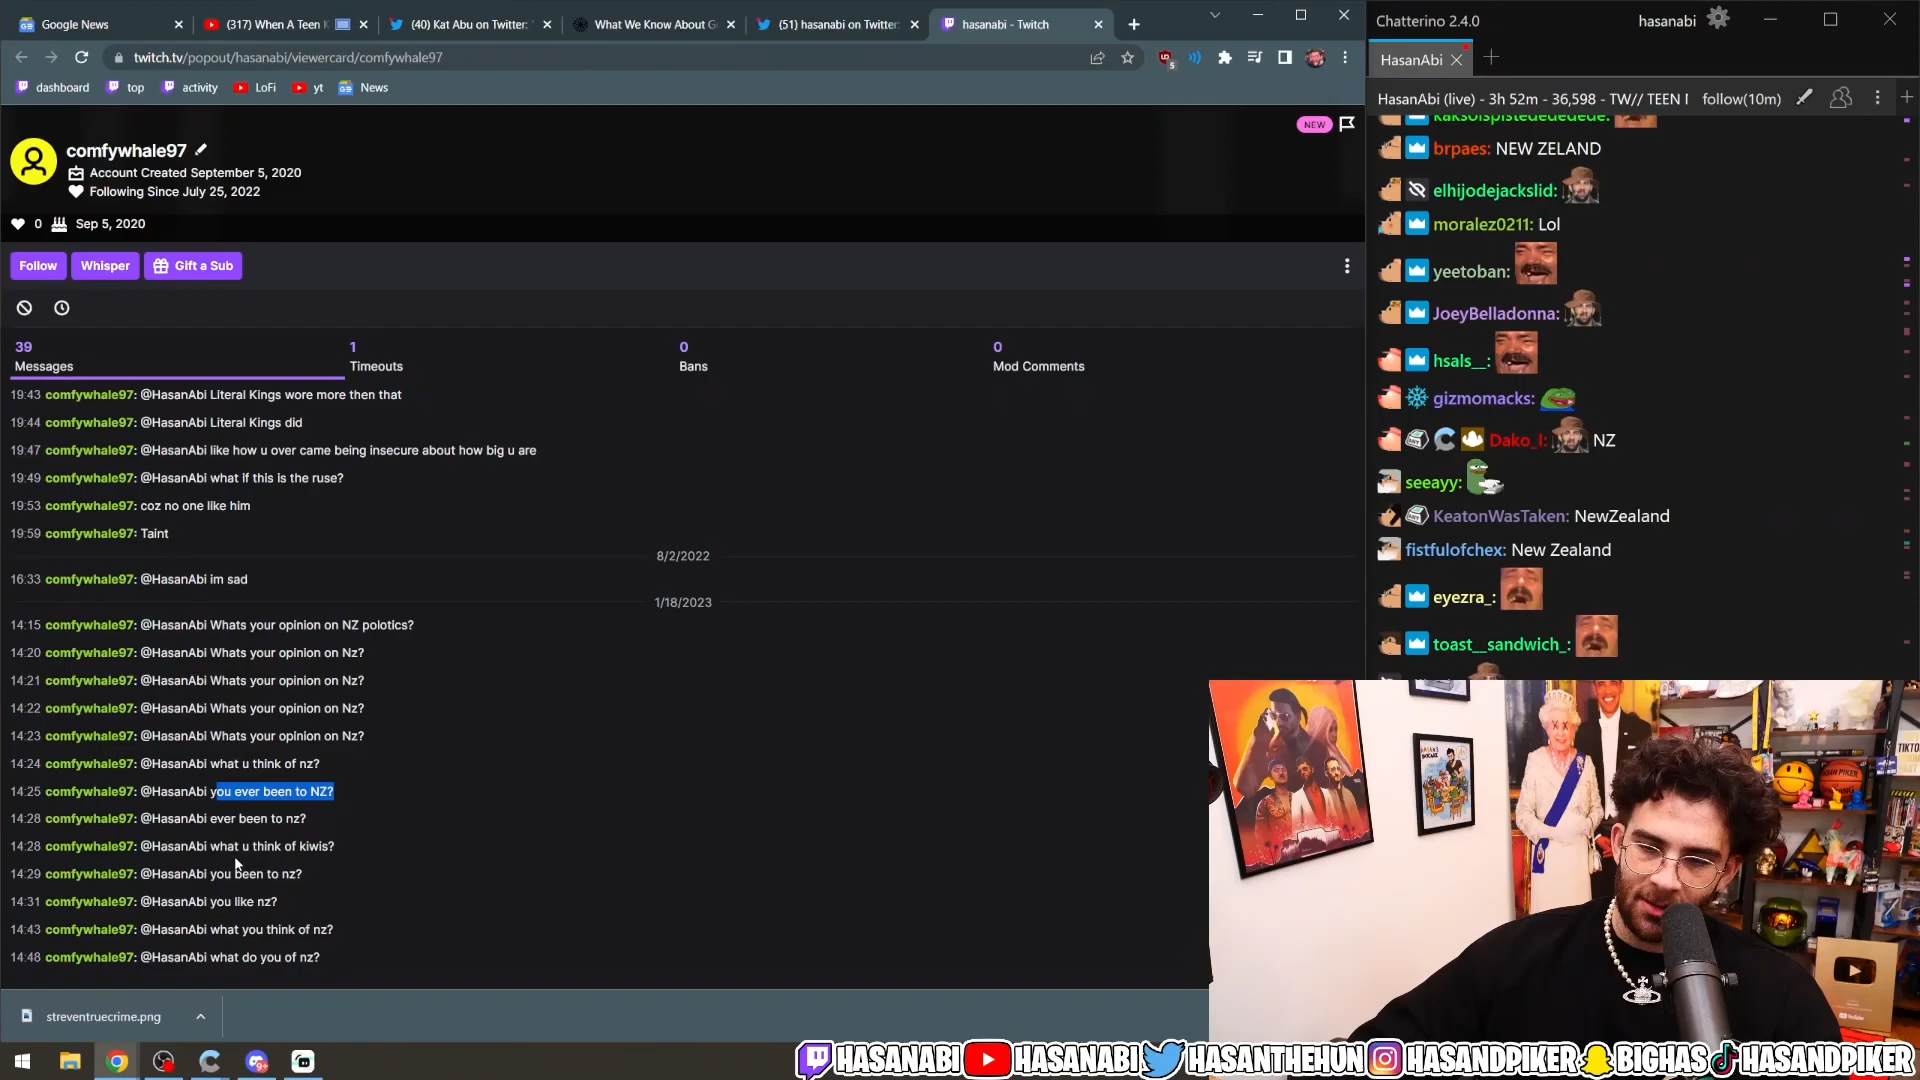 Google News
(317) When A Teen K
(40) Kat Abu on Twitter:
What We Know About G
(51) hasanabi on Twitter:
hasanabi - Twitch
twitch.tv/popout/hasanabi/viewercard/comfywhale97
dashboard
top
activity
LoFi
yt
News
NEW
comfywhale97
Account Created September 5, 2020
Following Since July 25, 2022
0 Sep 5, 2020
Follow
Whisper
Gift a Sub
39
Messages
1
Timeouts
0
Bans
0
Mod Comments
19:43 comfywhale97: @HasanAbi Literal Kings wore more then that
19:44 comfywhale97: @HasanAbi Literal Kings did
19:47 comfywhale97: @HasanAbi like how u over came being insecure about how big u are
19:49 comfywhale97: @HasanAbi what if this is the ruse?
19:53 comfywhale97: coz no one like him
19:59 comfywhale97: Taint
8/2/2022
16:33 comfywhale97: @HasanAbi im sad
1/18/2023
14:15 comfywhale97: @HasanAbi Whats your opinion on NZ polotics?
14:20 comfywhale97: @HasanAbi Whats your opinion on Nz?
14:21 comfywhale97: @HasanAbi Whats your opinion on Nz?
14:22 comfywhale97: @HasanAbi Whats your opinion on Nz?
14:23 comfywhale97: @HasanAbi Whats your opinion on Nz?
14:24 comfywhale97: @HasanAbi what u think of nz?
14:25 comfywhale97: @HasanAbi you ever been to NZ?
14:28 comfywhale97: @HasanAbi ever been to nz?
14:28 comfywhale97: @HasanAbi what u think of kiwis?
14:29 comfywhale97: @HasanAbi you been to nz?
14:31 comfywhale97: @HasanAbi you like nz?
14:43 comfywhale97: @HasanAbi what you think of nz?
14:48 comfywhale97: @HasanAbi what do you of nz?
streventruecrime.png
Chatterino 2.4.0
hasanabi
HasanAbi
HasanAbi (live) - 3h 52m - 36,598 - TW// TEEN
follow(10m)
kaksoispistedededede:
brpaes: NEW ZELAND
elhijodejackslid:
moralez0211: Lol
yeetoban:
JoeyBelladonna:
hsals__:
gizmomacks:
Dako_I: NZ
seeayy:
KeatonWasTaken: NewZealand
fistfulofchex: New Zealand
eyezra_:
toast__sandwich_:
HASAN PIKER
TIKTO
YouTube
HASANABI
HASANABI
HASANTHEHUN
HASANDPIKER
BIGHAS
HASANDPIKER